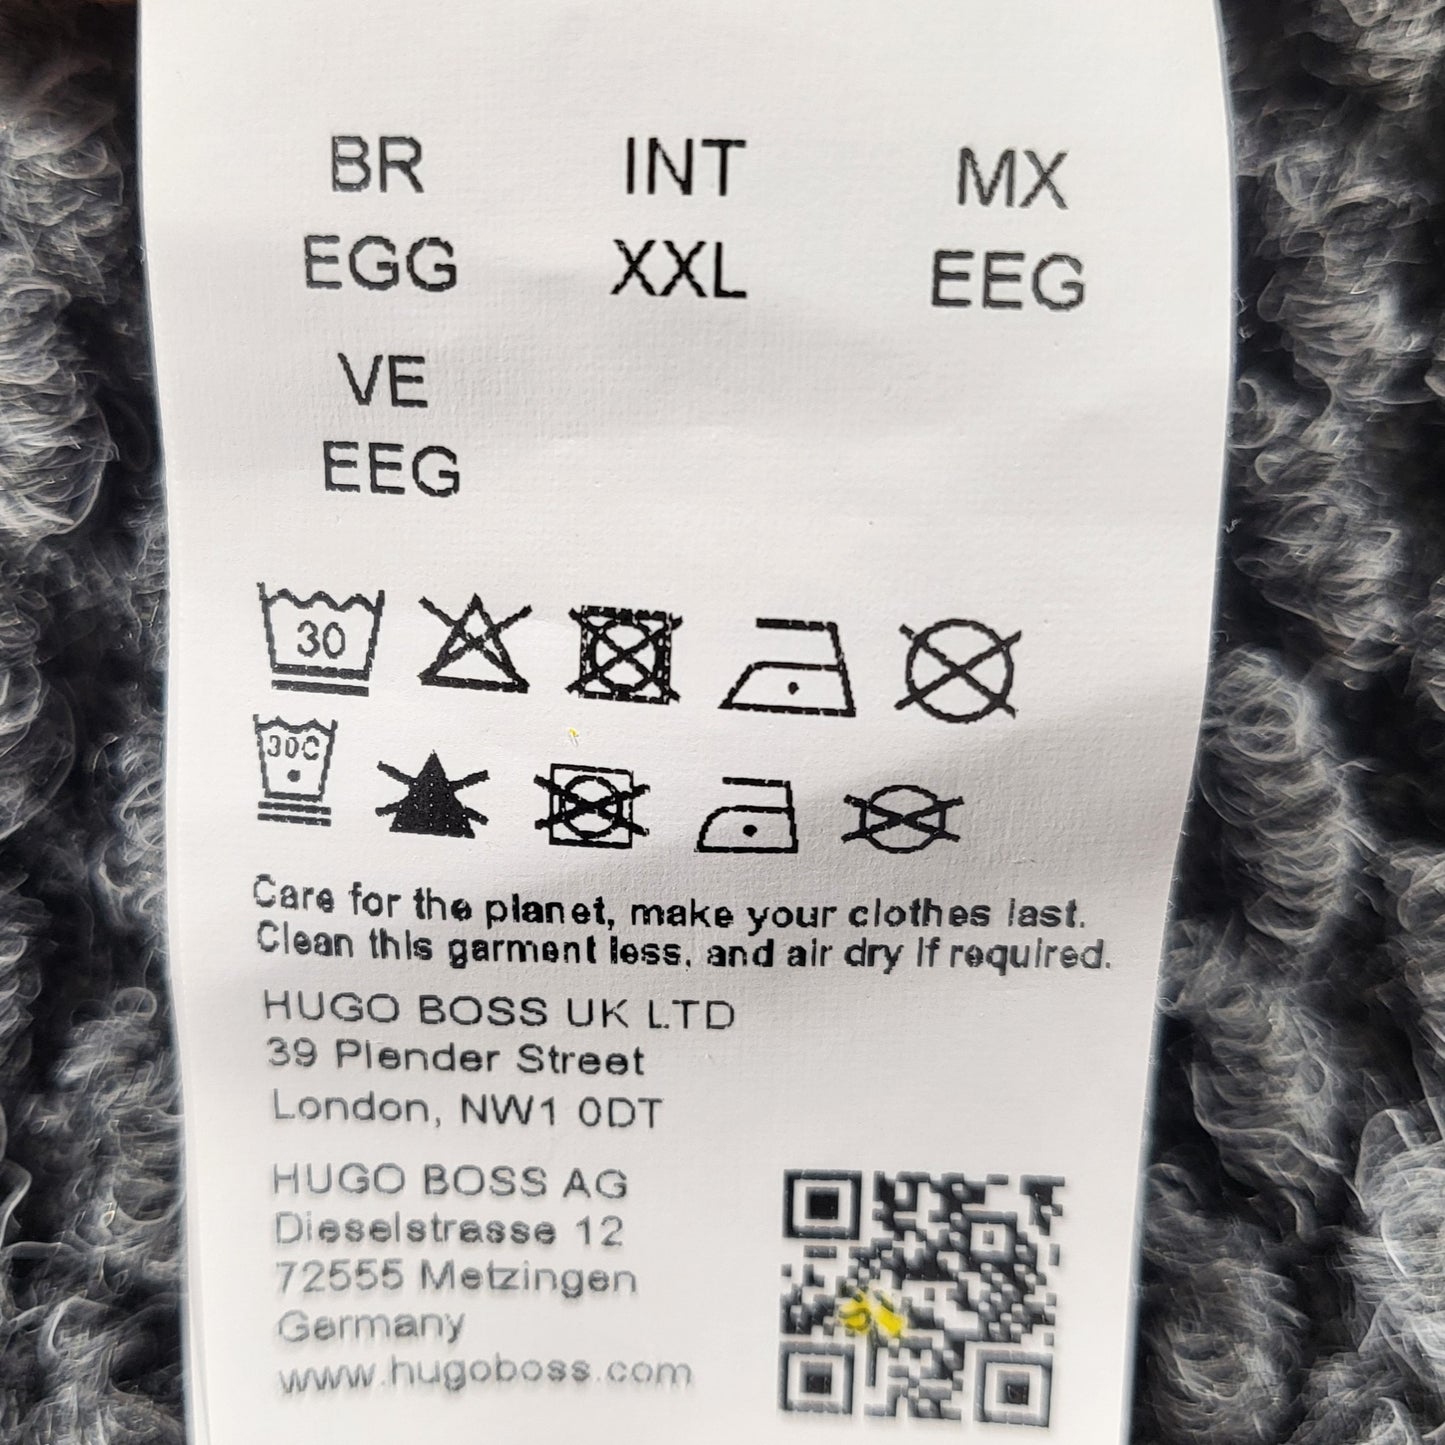 BR INT MX
EGG XXL EEG
VE
EEG
30
30C
Care for the planet, make your clothes last.
Clean this garment less, and air dry if required.
HUGO BOSS UK LTD
39 Plender Street
London, NW1 0DT
HUGO BOSS AG
Dieselstrasse 12
72555 Metzingen
Germany
www.hugoboss.com